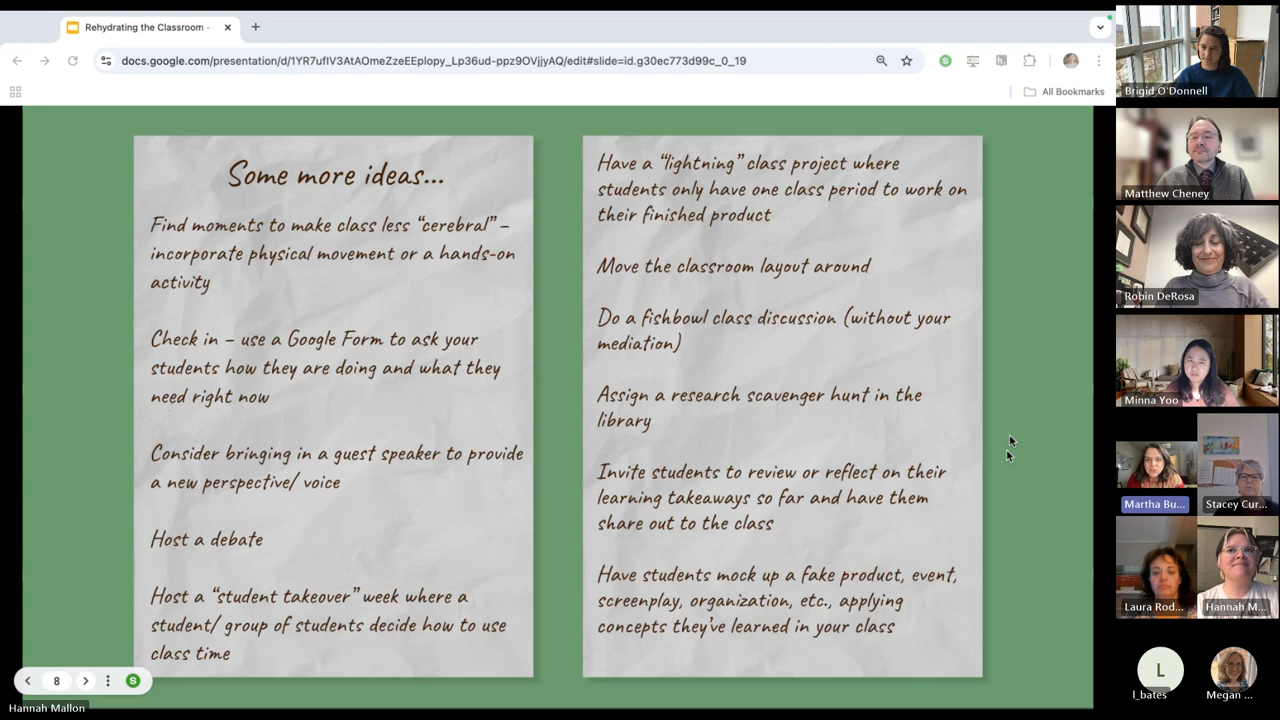 Rehydrating the Classroom -
docs.google.com/presentation/d/1YR7uflV3AtAOmeZzeEEplopy_Lp36ud-ppz9OVjjyAQ/edit#slide=id.g30ec773d99c_0_19
All Bookmarks
Some more ideas...
Find moments to make class less “cerebral” –
incorporate physical movement or a hands-on
activity
Check in – use a Google Form to ask your
students how they are doing and what they
need right now
Consider bringing in a guest speaker to provide
a new perspective/ voice
Host a debate
Host a “student takeover” week where a
student/ group of students decide how to use
class time
Have a “lightning” class project where
students only have one class period to work on
their finished product
Move the classroom layout around
Do a fishbowl class discussion (without your
mediation)
Assign a research scavenger hunt in the
library
Invite students to review or reflect on their
learning takeaways so far and have them
share out to the class
Have students mock up a fake product, event,
screenplay, organization, etc., applying
concepts they've learned in your class
8
S
Hannah Mallon
Brigid O'Donnell
Matthew Cheney
Robin DeRosa
Minna Yoo
Martha Bu...
Stacey Cur...
Laura Rod...
Hannah M...
L
l_bates
Megan ...